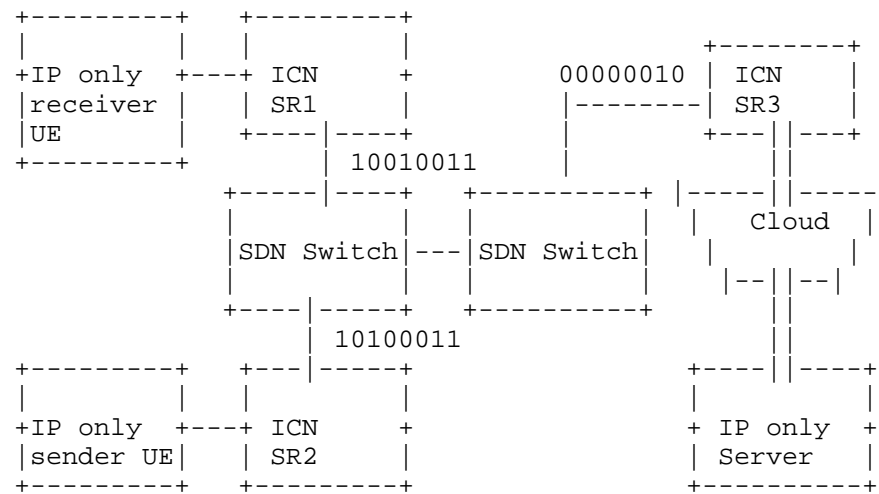 IP only
receiver
UE
ICN
SR1
00000010
ICN
SR3
10010011
Cloud
SDN Switch
SDN Switch
10100011
IP only
sender UE
ICN
SR2
IP only
Server